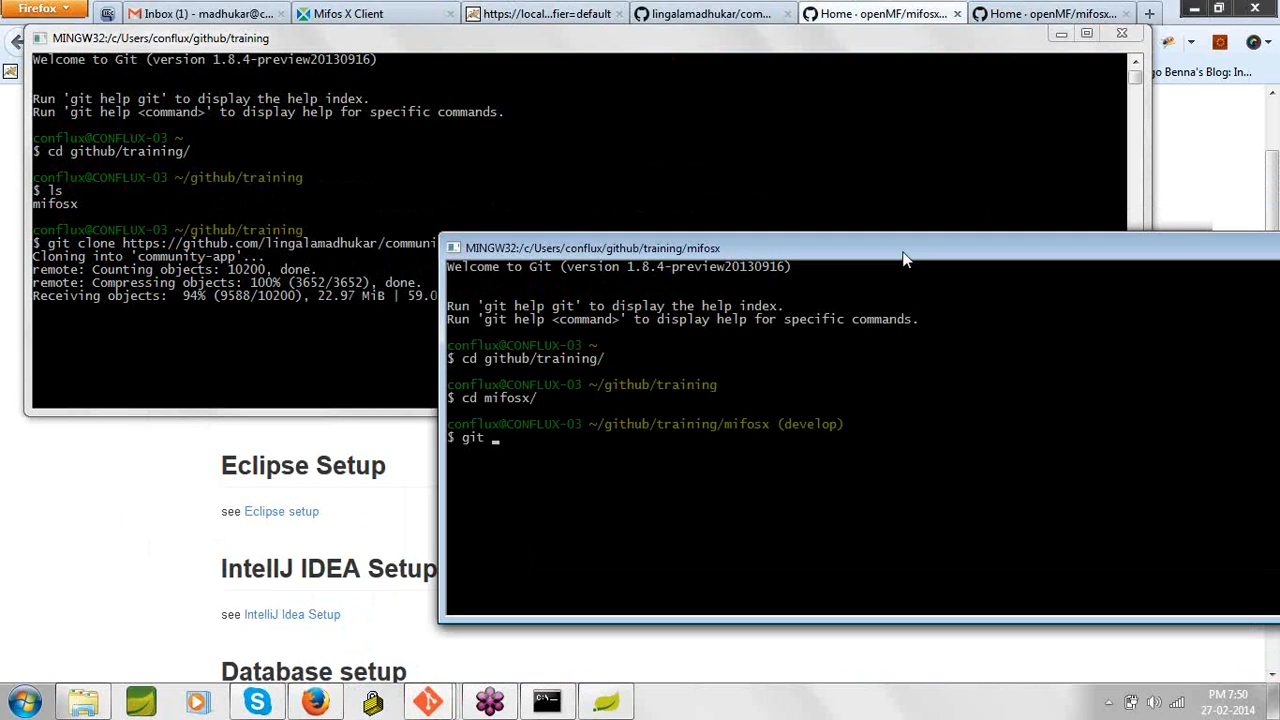 Firefox
Inbox (1) - madhukar@c...
Mifos X Client
https://local...fier=default
lingalamadhukar/com...
Home - openMF/mifosx...
Home - openMF/mifosx...
MINGW32:/c/Users/conflux/github/training
go Benna's Blog: In...
Welcome to Git (version 1.8.4-preview20130916)
Run 'git help git' to display the help index.
Run 'git help <command>' to display help for specific commands.
conflux@CONFLUX-03 ~
$ cd github/training/
conflux@CONFLUX-03 ~/github/training
$ ls
mifosx
conflux@CONFLUX-03 ~/github/training
$ git clone https://github.com/lingalamadhukar/communi
Cloning into 'community-app'...
remote: Counting objects: 10200, done.
remote: Compressing objects: 100% (3652/3652), done.
Receiving objects:  94% (9588/10200), 22.97 MiB | 59.0
MINGW32:/c/Users/conflux/github/training/mifosx
Welcome to Git (version 1.8.4-preview20130916)
Run 'git help git' to display the help index.
Run 'git help <command>' to display help for specific commands.
conflux@CONFLUX-03 ~
$ cd github/training/
conflux@CONFLUX-03 ~/github/training
$ cd mifosx/
conflux@CONFLUX-03 ~/github/training/mifosx (develop)
$ git _
Eclipse Setup
see Eclipse setup
IntellJ IDEA Setup
see IntelliJ Idea Setup
Database setup
PM 7:50
27-02-2014